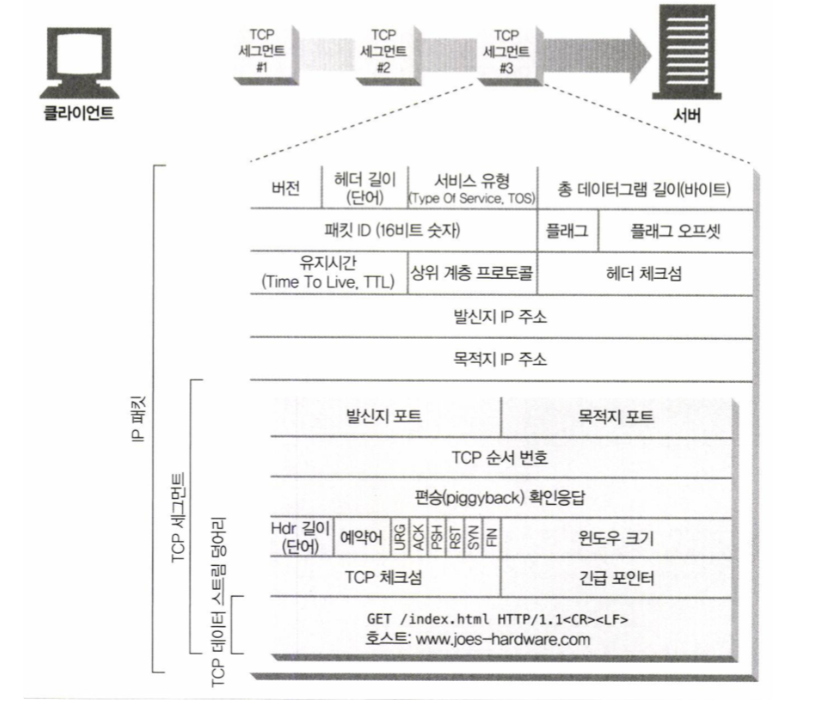 TCP
세그먼트
#1
TCP
세그먼트
#2
TCP
세그먼트
#3
클라이언트
서버
버전
헤더 길이
(단어)
서비스 유형
(Type Of Service, TOS)
총 데이터그램 길이(바이트)
패킷 ID (16비트 숫자)
플래그
플래그 오프셋
유지시간
(Time To Live, TTL)
상위 계층 프로토콜
헤더 체크섬
발신지 IP 주소
목적지 IP 주소
IP 패킷
TCP 세그먼트
TCP 데이터 스트림 덩어리
발신지 포트
목적지 포트
TCP 순서 번호
편승(piggyback) 확인응답
Hdr 길이
(단어)
예약어
URG
ACK
PSH
RST
SYN
FIN
윈도우 크기
TCP 체크섬
긴급 포인터
GET /index.html HTTP/1.1<CR><LF>
호스트: www.joes-hardware.com